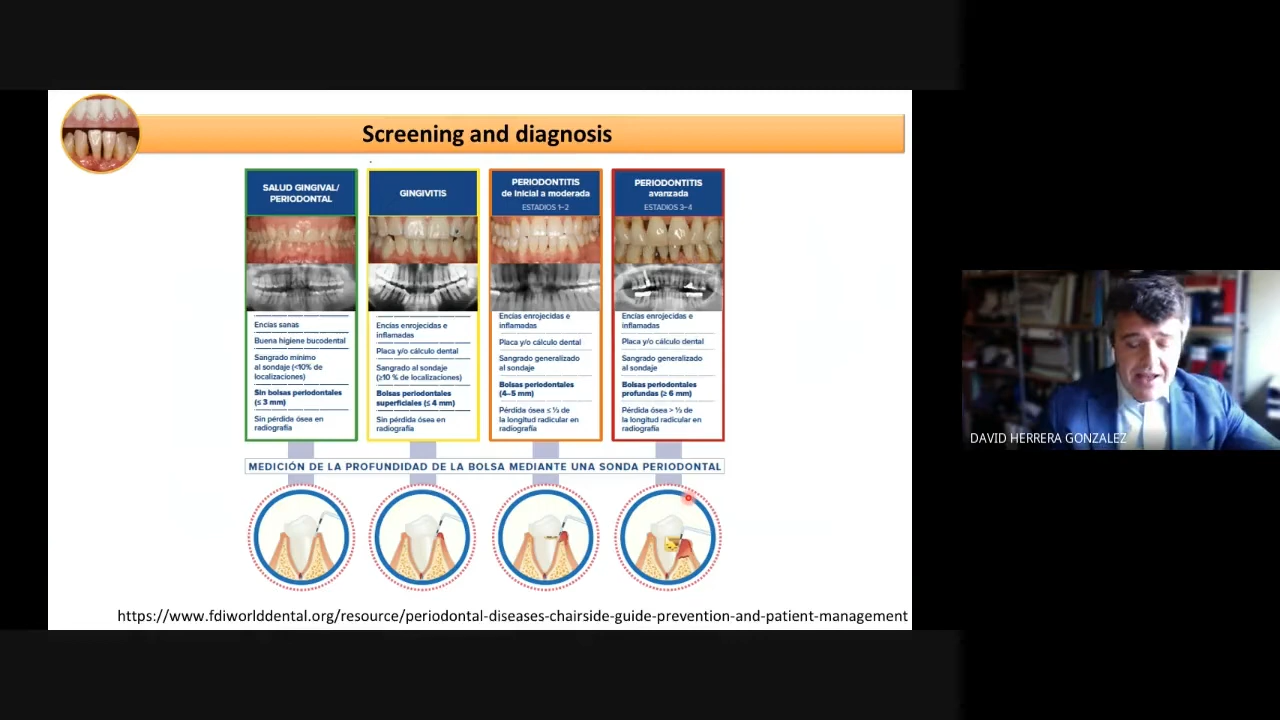 Screening and diagnosis
SALUD GINGIVAL/
PERIODONTAL
Encías sanas
Buena higiene bucodental
Sangrado mínimo
al sondaje (<10% de
localizaciones)
Sin bolsas periodontales
(≤ 3 mm)
Sin pérdida ósea en
radiografía
GINGIVITIS
Encías enrojecidas e
inflamadas
Placa y/o cálculo dental
Sangrado al sondaje
(≥10 % de localizaciones)
Bolsas periodontales
superficiales (≤ 4 mm)
Sin pérdida ósea en
radiografía
PERIODONTITIS
de inicial a moderada
ESTADIOS 1-2
Encías enrojecidas e
inflamadas
Placa y/o cálculo dental
Sangrado generalizado
al sondaje
Bolsas periodontales
(4-5 mm)
Pérdida ósea ≤ ⅓ de
la longitud radicular en
radiografía
PERIODONTITIS
avanzada
ESTADIOS 3-4
Encías enrojecidas e
inflamadas
Placa y/o cálculo dental
Sangrado generalizado
al sondaje
Bolsas periodontales
profundas (≥ 6 mm)
Pérdida ósea > ⅓ de
la longitud radicular en
radiografía
MEDICIÓN DE LA PROFUNDIDAD DE LA BOLSA MEDIANTE UNA SONDA PERIODONTAL
https://www.fdiworlddental.org/resource/periodontal-diseases-chairside-guide-prevention-and-patient-management
DAVID HERRERA GONZALEZ